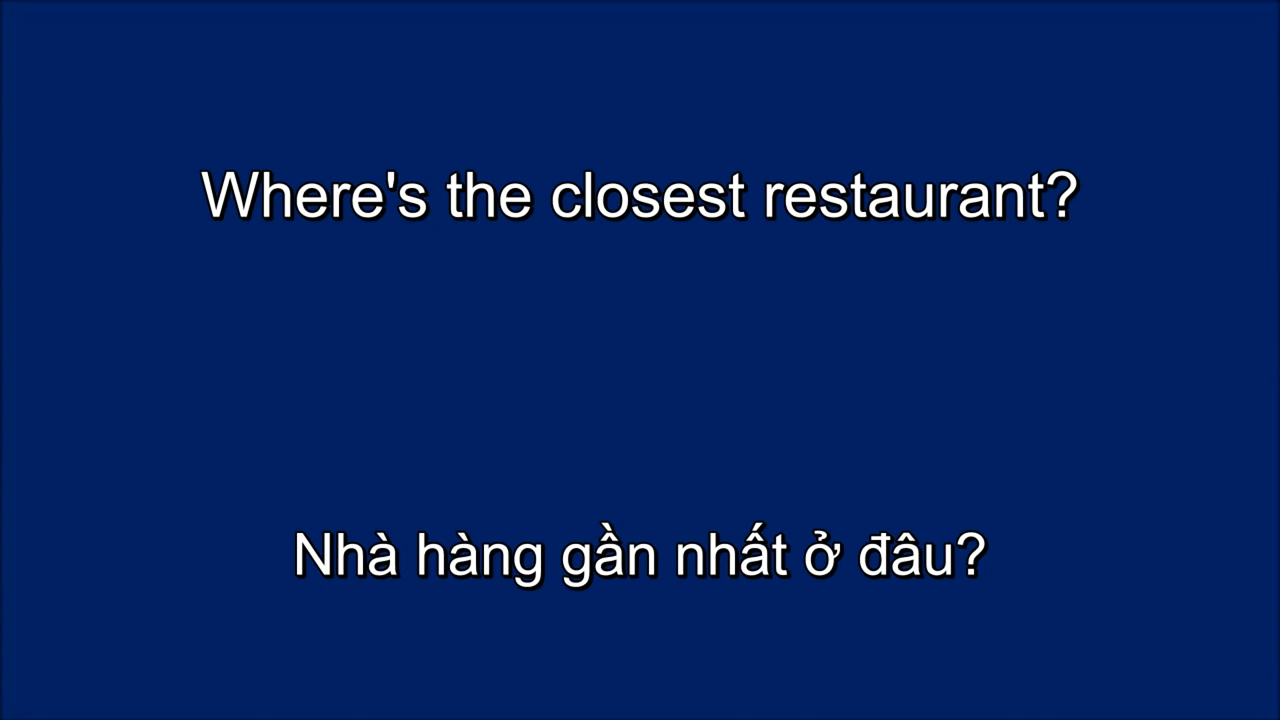 Where's the closest restaurant?
Nhà hàng gần nhất ở đâu?